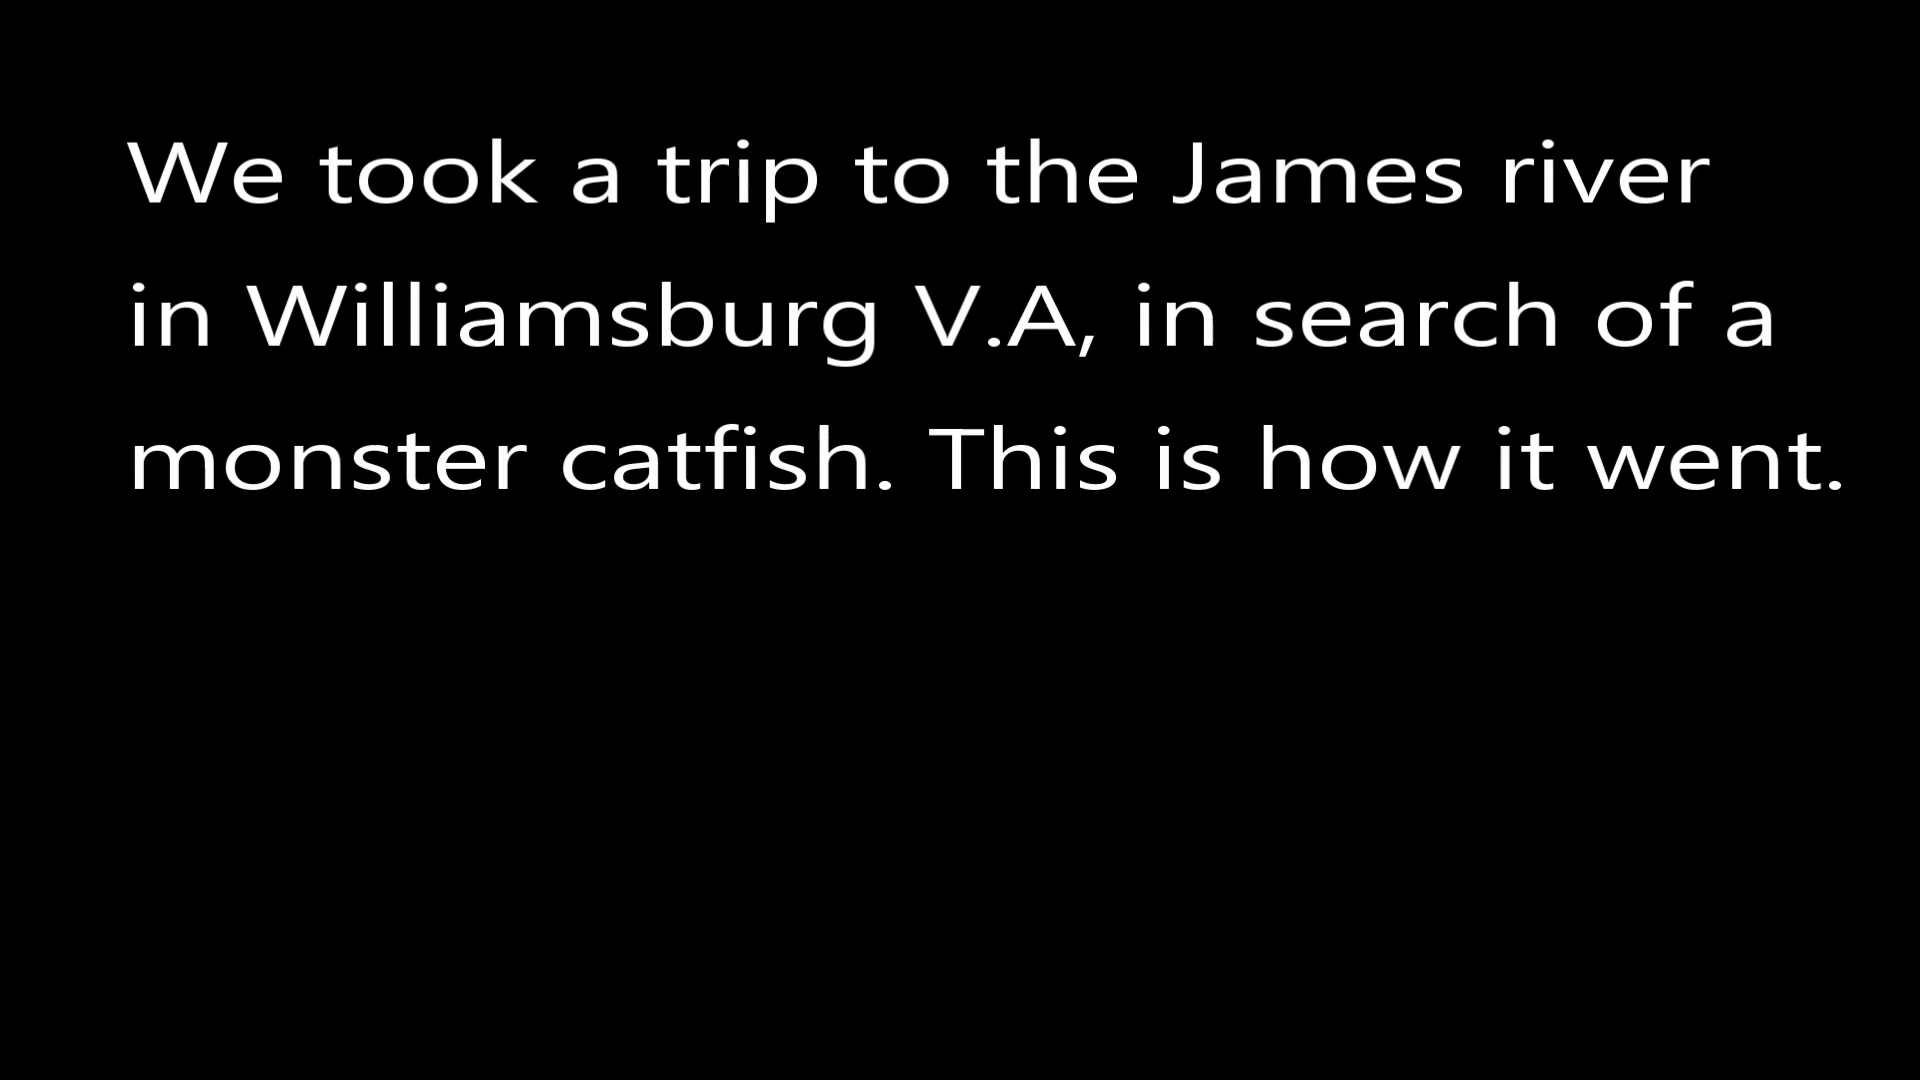 We took a trip to the James river
in Williamsburg V.A, in search of a
monster catfish. This is how it went.